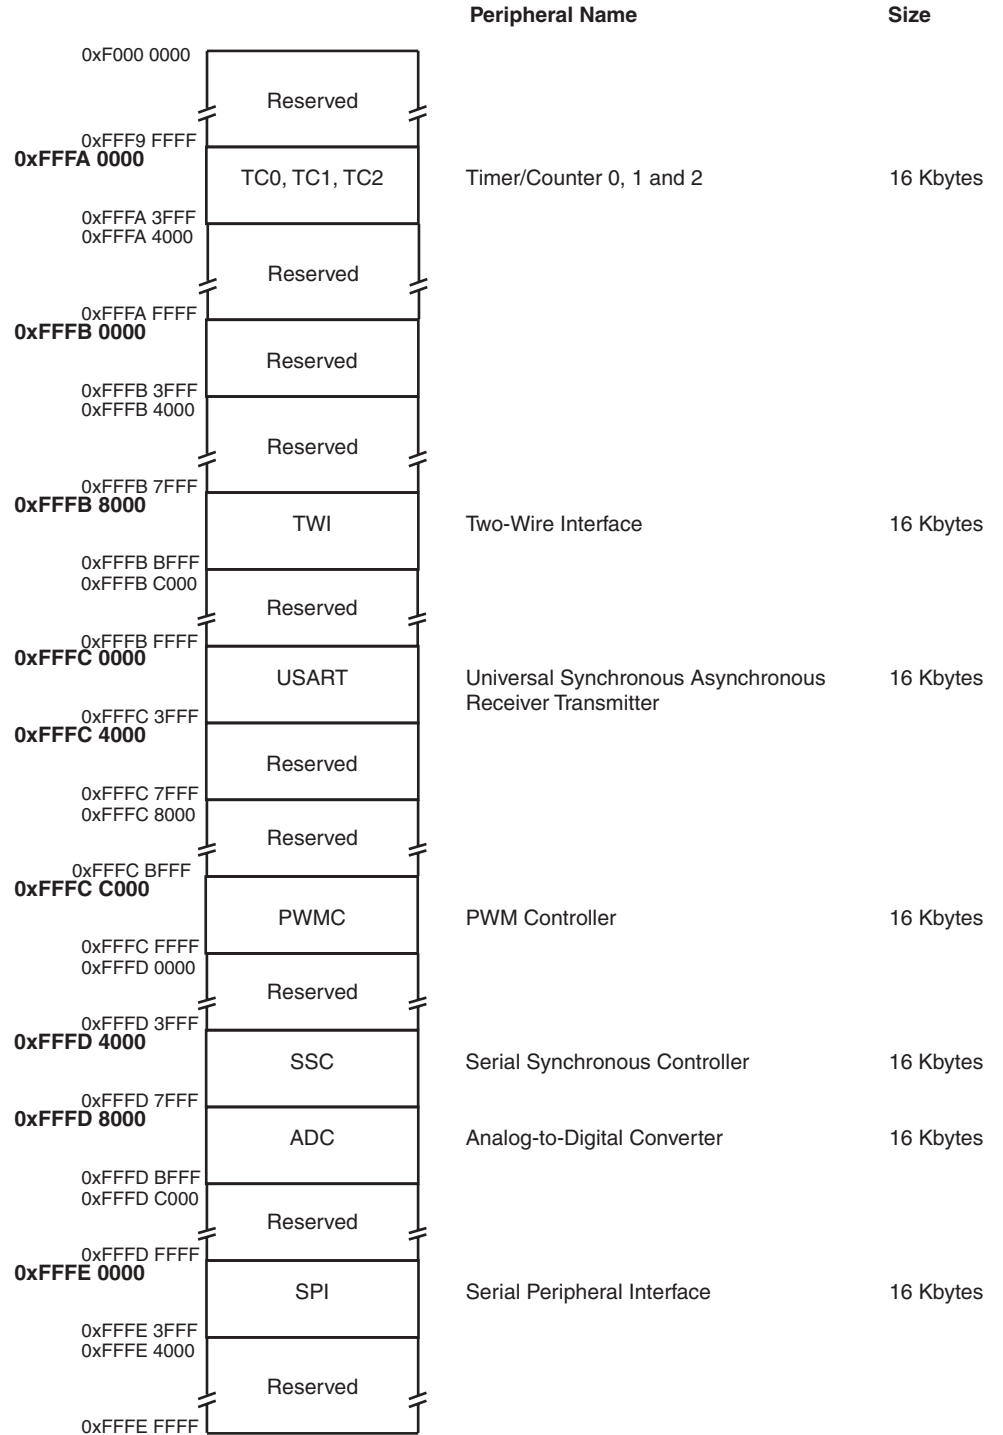 Peripheral Name Size
0xF000 0000
Reserved
0xFFF9 FFFF
0xFFFA 0000
TC0, TC1, TC2 Timer/Counter 0, 1 and 2 16 Kbytes
0xFFFA 3FFF
0xFFFA 4000
Reserved
0xFFFA FFFF
0xFFFB 0000
Reserved
0xFFFB 3FFF
0xFFFB 4000
Reserved
0xFFFB 7FFF
0xFFFB 8000
TWI Two-Wire Interface 16 Kbytes
0xFFFB BFFF
0xFFFB C000
Reserved
0xFFFB FFFF
0xFFFC 0000
USART Universal Synchronous Asynchronous 16 Kbytes
Receiver Transmitter
0xFFFC 3FFF
0xFFFC 4000
Reserved
0xFFFC 7FFF
0xFFFC 8000
Reserved
0xFFFC BFFF
0xFFFC C000
PWMC PWM Controller 16 Kbytes
0xFFFC FFFF
0xFFFD 0000
Reserved
0xFFFD 3FFF
0xFFFD 4000
SSC Serial Synchronous Controller 16 Kbytes
0xFFFD 7FFF
0xFFFD 8000
ADC Analog-to-Digital Converter 16 Kbytes
0xFFFD BFFF
0xFFFD C000
Reserved
0xFFFD FFFF
0xFFFE 0000
SPI Serial Peripheral Interface 16 Kbytes
0xFFFE 3FFF
0xFFFE 4000
Reserved
0xFFFE FFFF